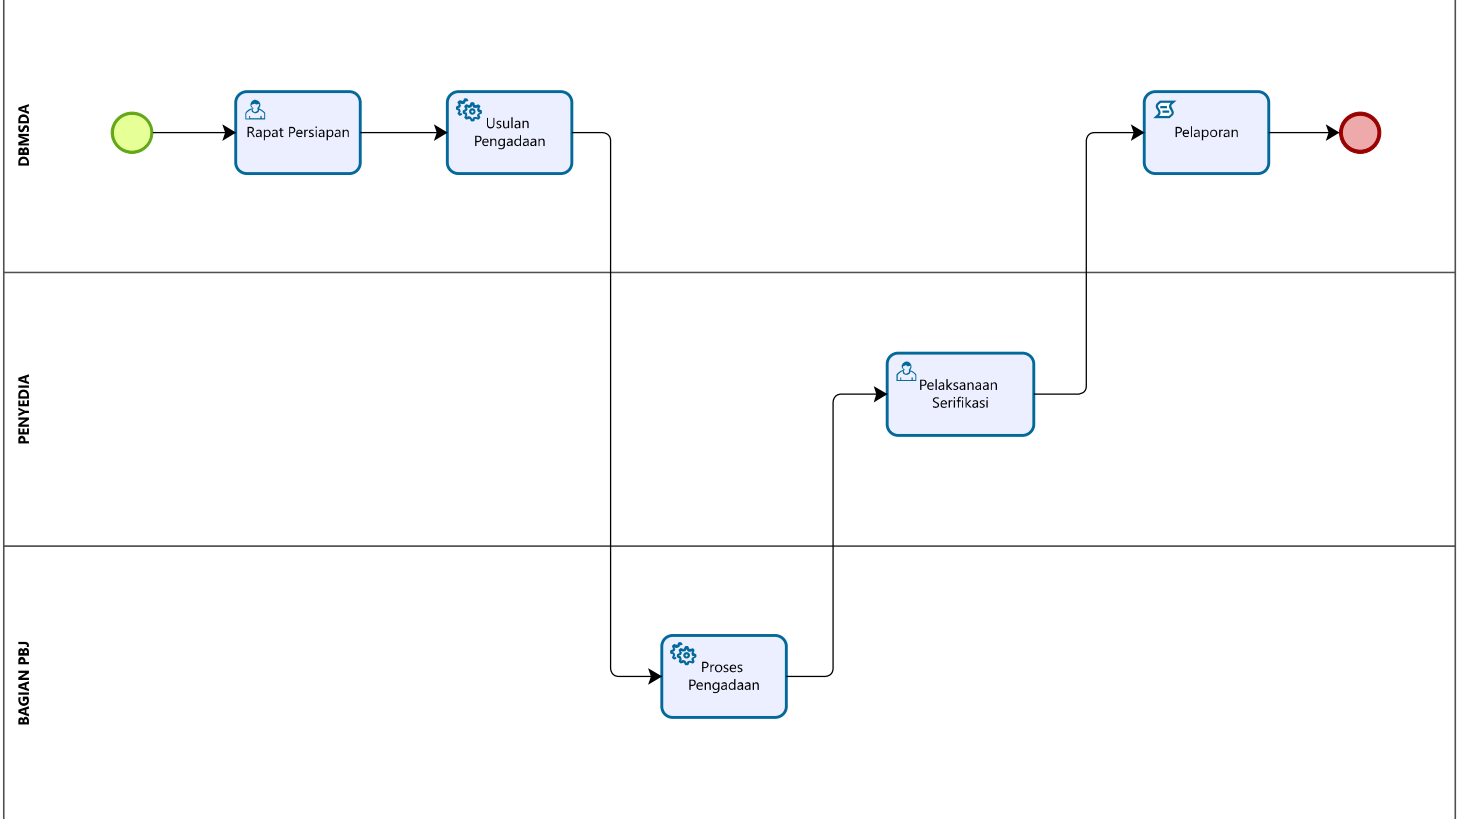 DBMSDA
Rapat Persiapan
Usulan
Pengadaan
Pelaporan
PENYEDIA
Pelaksanaan
Serifikasi
BAGIAN PBJ
Proses
Pengadaan